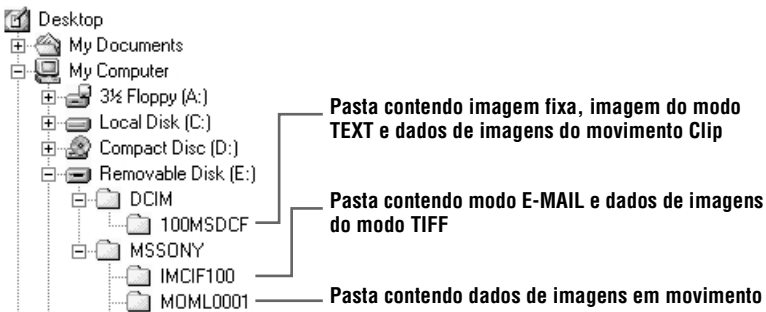 Desktop
My Documents
My Computer
3½ Floppy (A:)
Local Disk (C:)
Compact Disc (D:)
Removable Disk (E:)
DCIM
100MSDCF
MSSONY
IMCIF100
MOML0001
Pasta contendo imagem fixa, imagem do modo
TEXT e dados de imagens do movimento Clip
Pasta contendo modo E-MAIL e dados de imagens
do modo TIFF
Pasta contendo dados de imagens em movimento